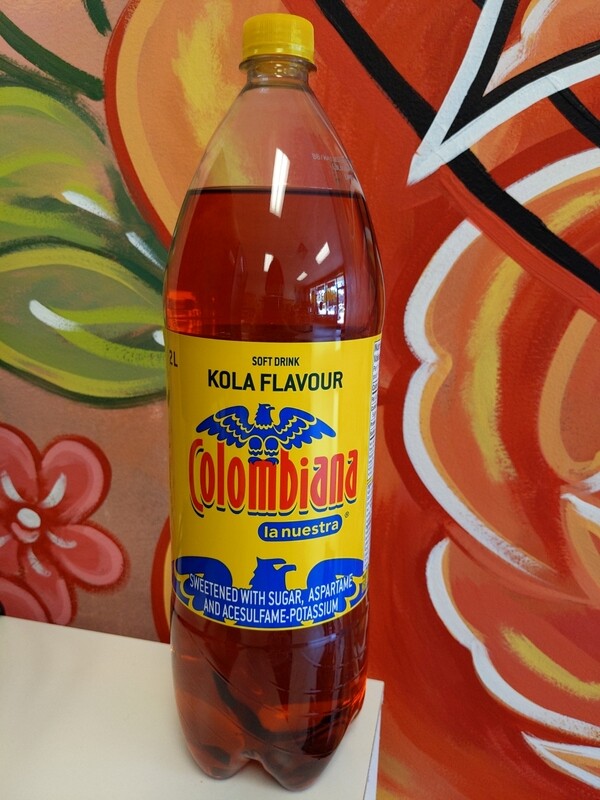 2L
SOFT DRINK
KOLA FLAVOUR
Colombiana
la nuestra
®
SWEETENED WITH SUGAR, ASPARTAME
AND ACESULFAME-POTASSIUM